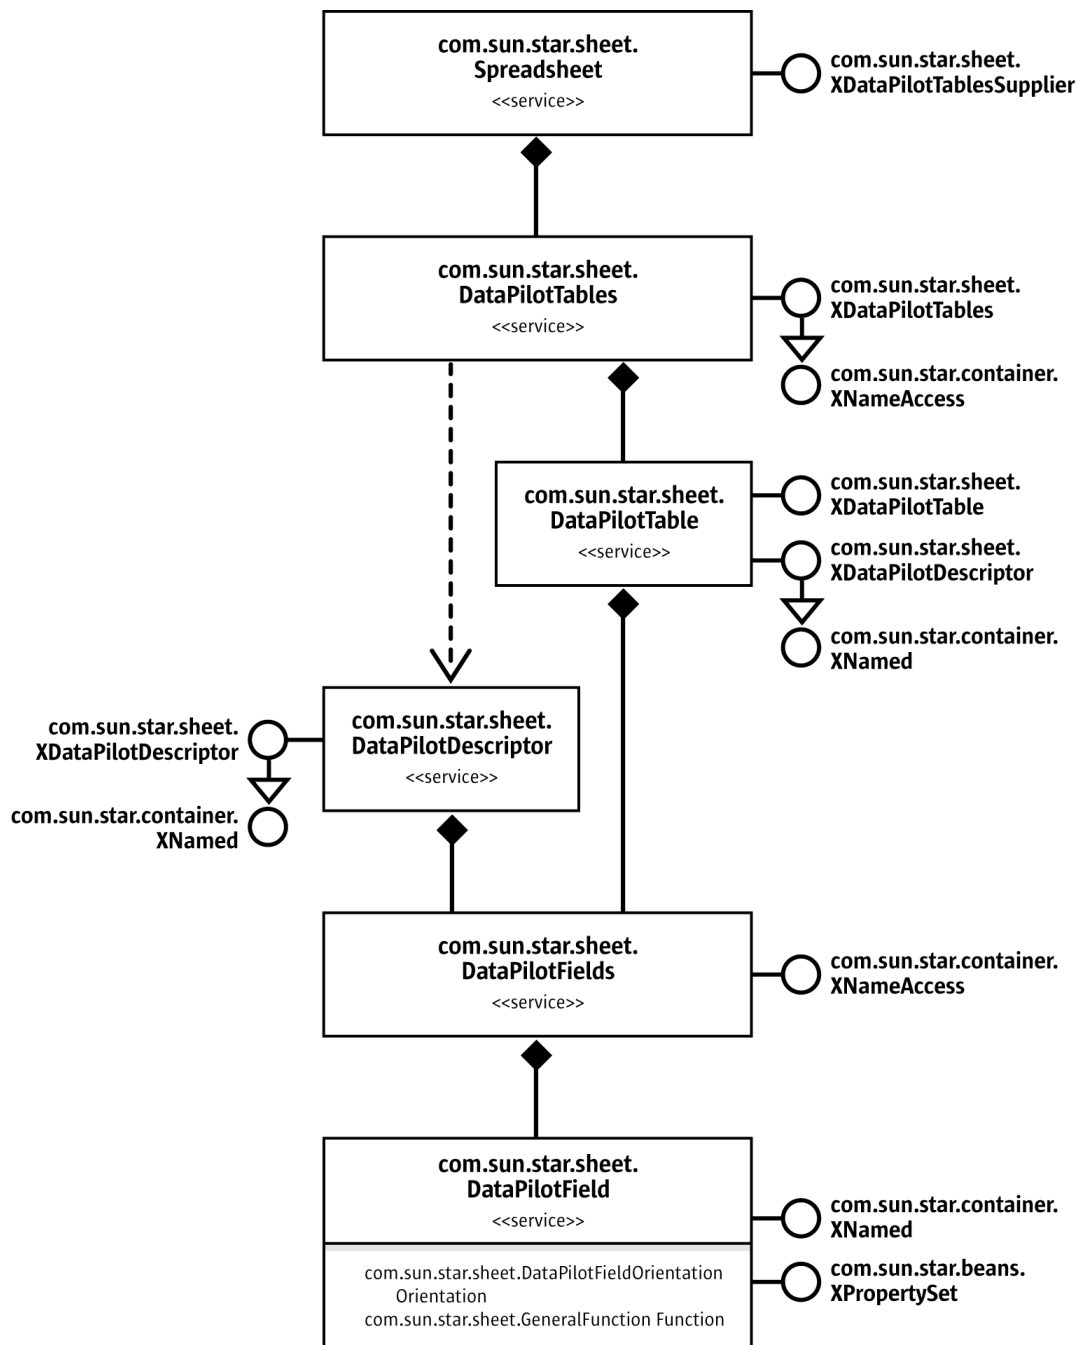 com.sun.star.sheet.
Spreadsheet
<<service>>
com.sun.star.sheet.
XDataPilotTablesSupplier
com.sun.star.sheet.
DataPilotTables
<<service>>
com.sun.star.sheet.
XDataPilotTables
com.sun.star.container.
XNameAccess
com.sun.star.sheet.
DataPilotTable
<<service>>
com.sun.star.sheet.
XDataPilotTable
com.sun.star.sheet.
XDataPilotDescriptor
com.sun.star.container.
XNamed
com.sun.star.sheet.
XDataPilotDescriptor
com.sun.star.container.
XNamed
com.sun.star.sheet.
DataPilotDescriptor
<<service>>
com.sun.star.sheet.
DataPilotFields
<<service>>
com.sun.star.container.
XNameAccess
com.sun.star.sheet.
DataPilotField
<<service>>
com.sun.star.container.
XNamed
com.sun.star.sheet.DataPilotFieldOrientation
Orientation
com.sun.star.sheet.GeneralFunction Function
com.sun.star.beans.
XPropertySet